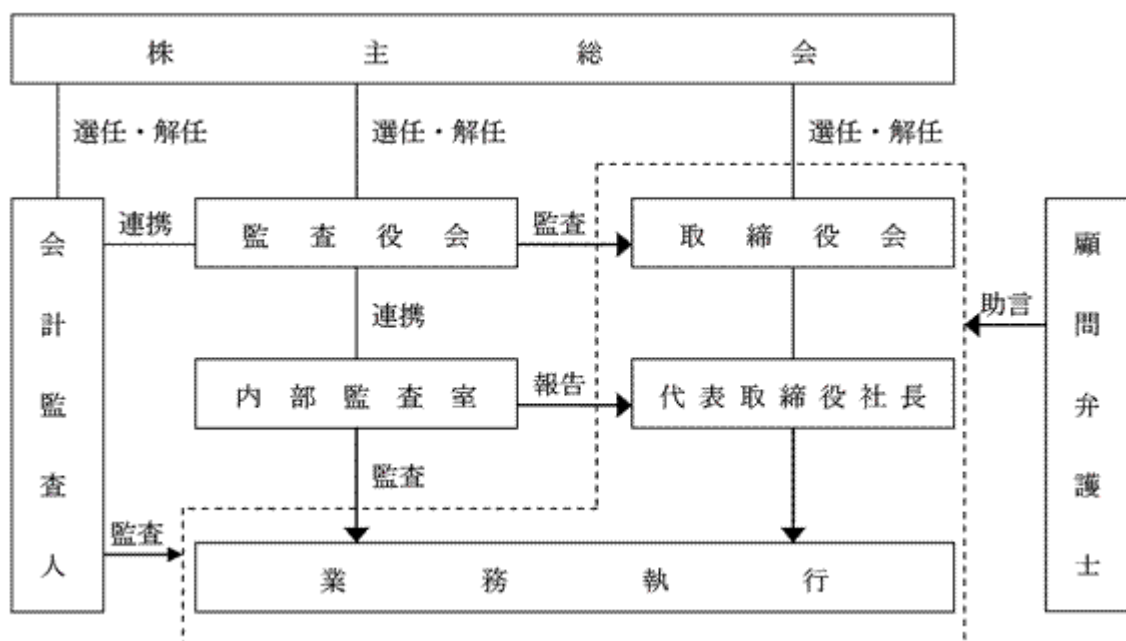 株主総会
選任・解任
選任・解任
選任・解任
会計監査人
連携
監査役会
監査
取締役会
顧問弁護士
助言
連携
内部監査室
報告
代表取締役社長
監査
監査
業務執行